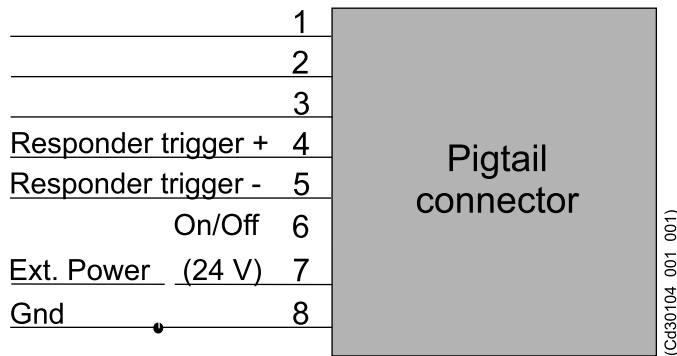 1
2
3
Responder trigger + 4
Responder trigger - 5
On/Off 6
Ext. Power (24 V) 7
Gnd 8
Pigtail
connector
(Cd30104 001 001)